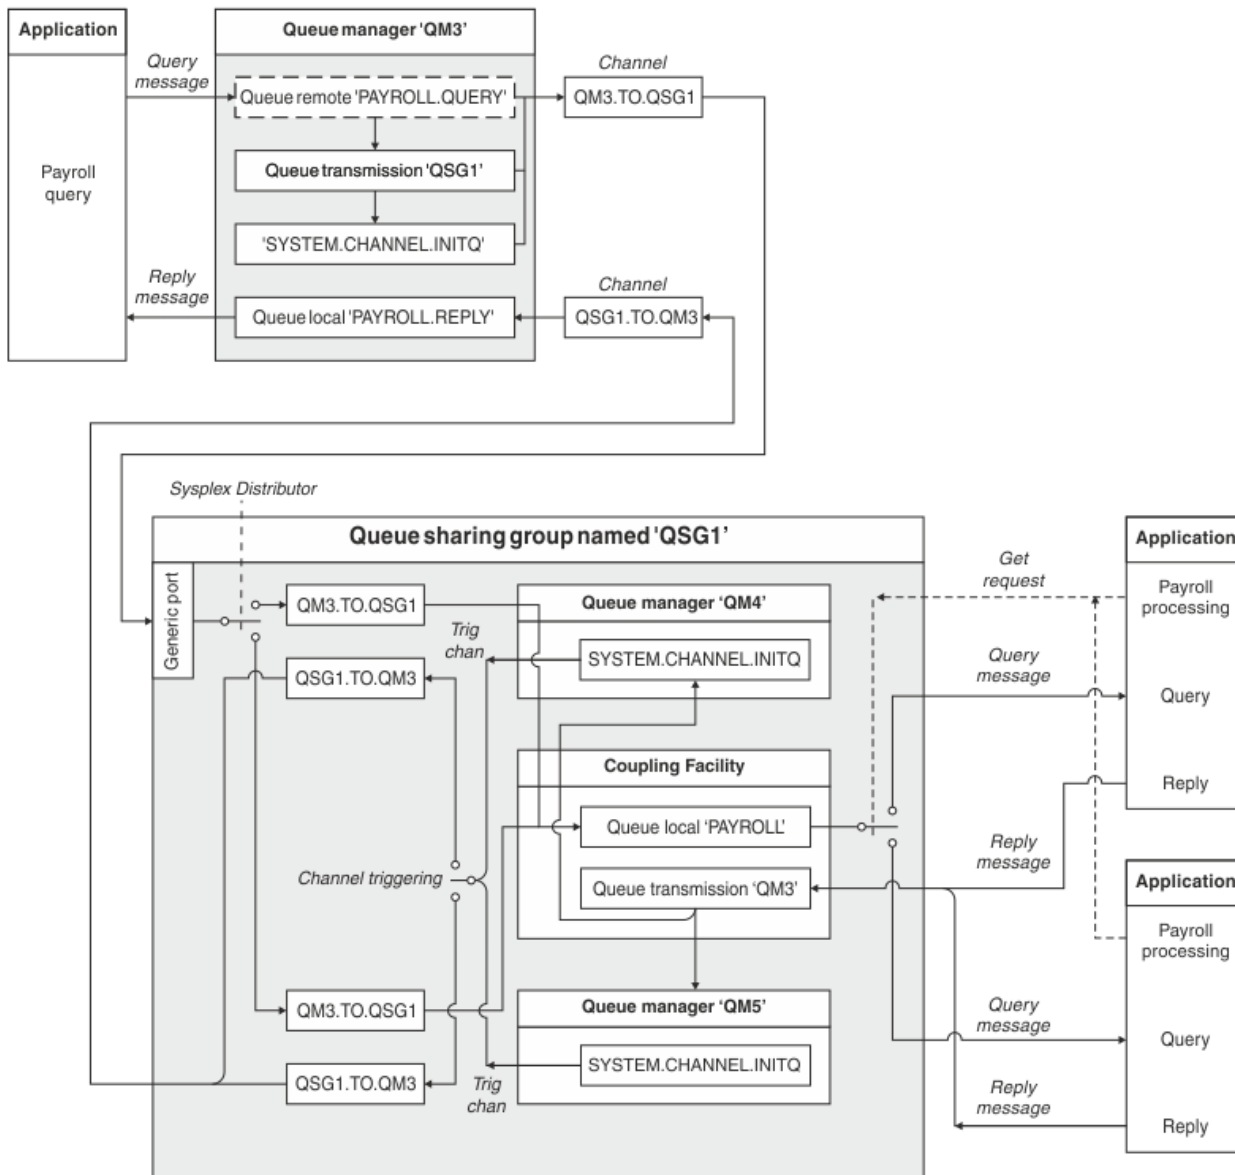 Application
Queue manager 'QM3'
Query
message
Channel
Queue remote 'PAYROLL.QUERY'
QM3.TO.QSG1
Payroll
query
Queue transmission 'QSG1'
'SYSTEM.CHANNEL.INITQ'
Reply
message
Channel
Queue local 'PAYROLL.REPLY'
QSG1.TO.QM3
Sysplex Distributor
Queue sharing group named 'QSG1'
Generic port
QM3.TO.QSG1
QSG1.TO.QM3
Trig
chan
Queue manager ‘QM4’
SYSTEM.CHANNEL.INITQ
Coupling Facility
Queue local ‘PAYROLL’
Queue transmission ‘QM3’
Channel triggering
QM3.TO.QSG1
QSG1.TO.QM3
Trig
chan
Queue manager ‘QM5’
SYSTEM.CHANNEL.INITQ
Get
request
Query
message
Reply
message
Application
Payroll
processing
Query
Reply
Application
Payroll
processing
Query
message
Query
Reply
message
Reply